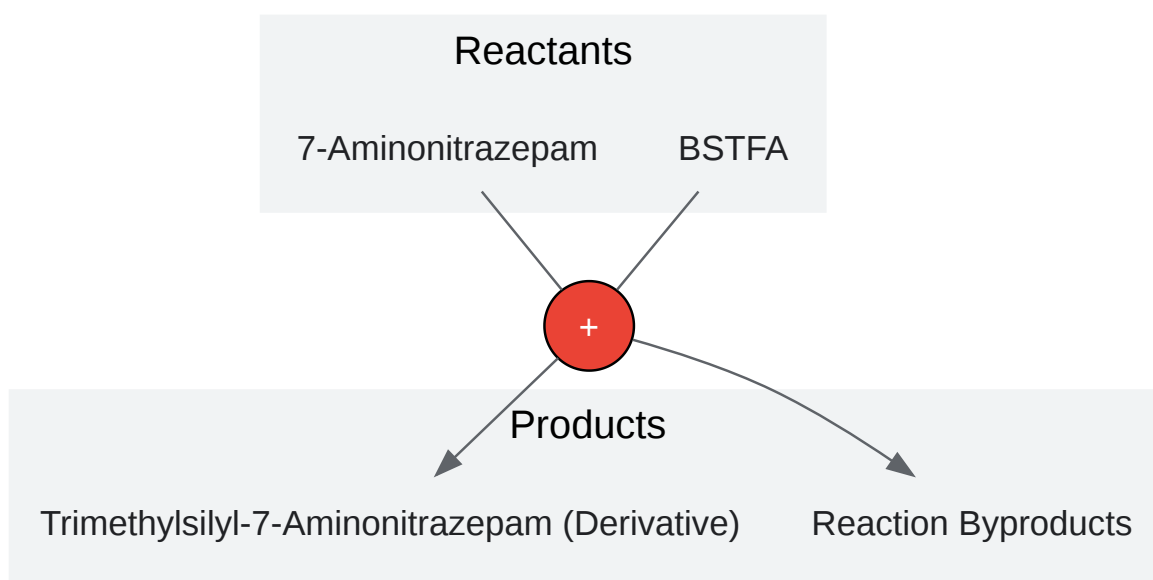 Reactants
7-Aminonitrazepam BSTFA
+
Products
Trimethylsilyl-7-Aminonitrazepam (Derivative) Reaction Byproducts